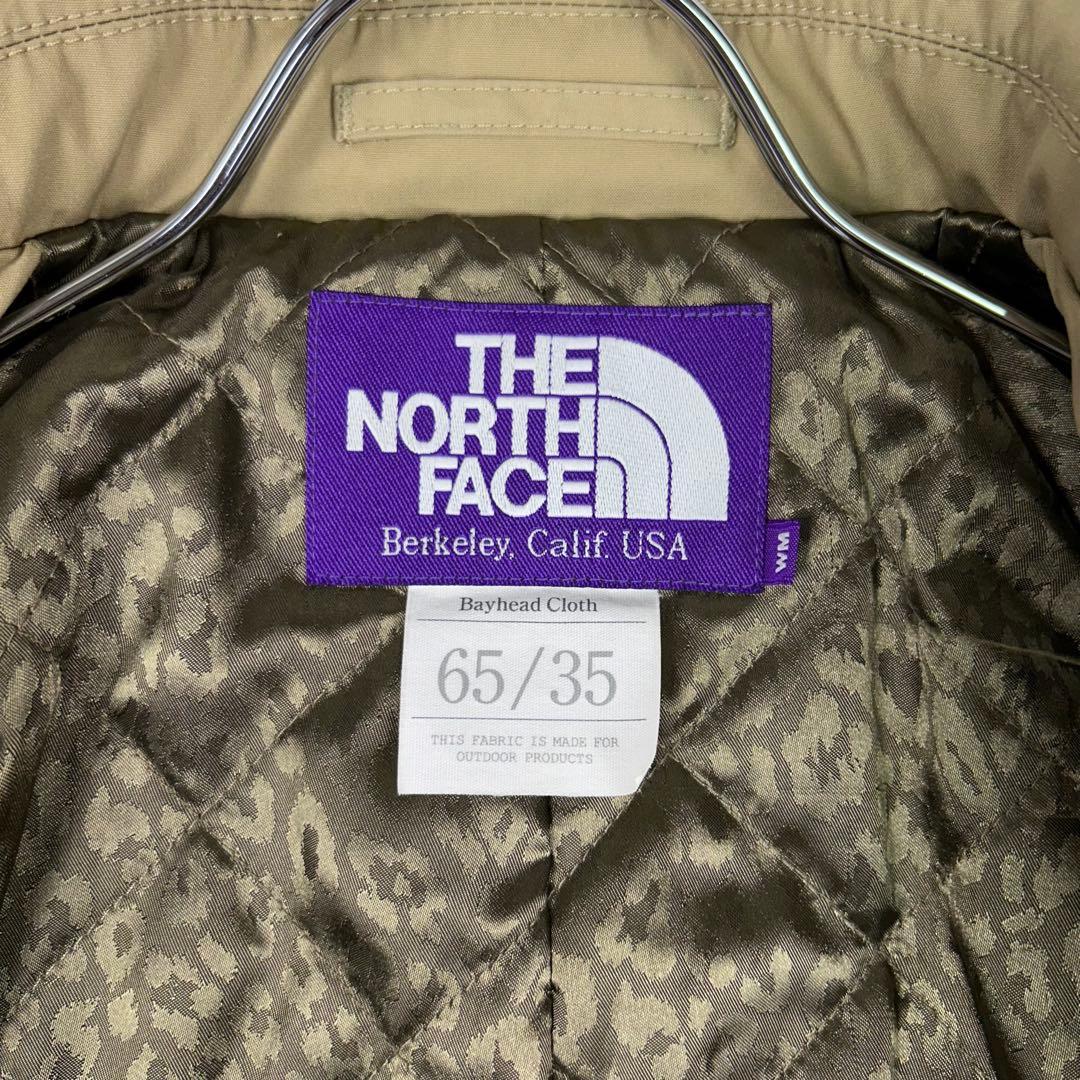 THE
NORTH
FACE
Berkeley, Calif. USA
WM
Bayhead Cloth
65/35
THIS FABRIC IS MADE FOR
OUTDOOR PRODUCTS